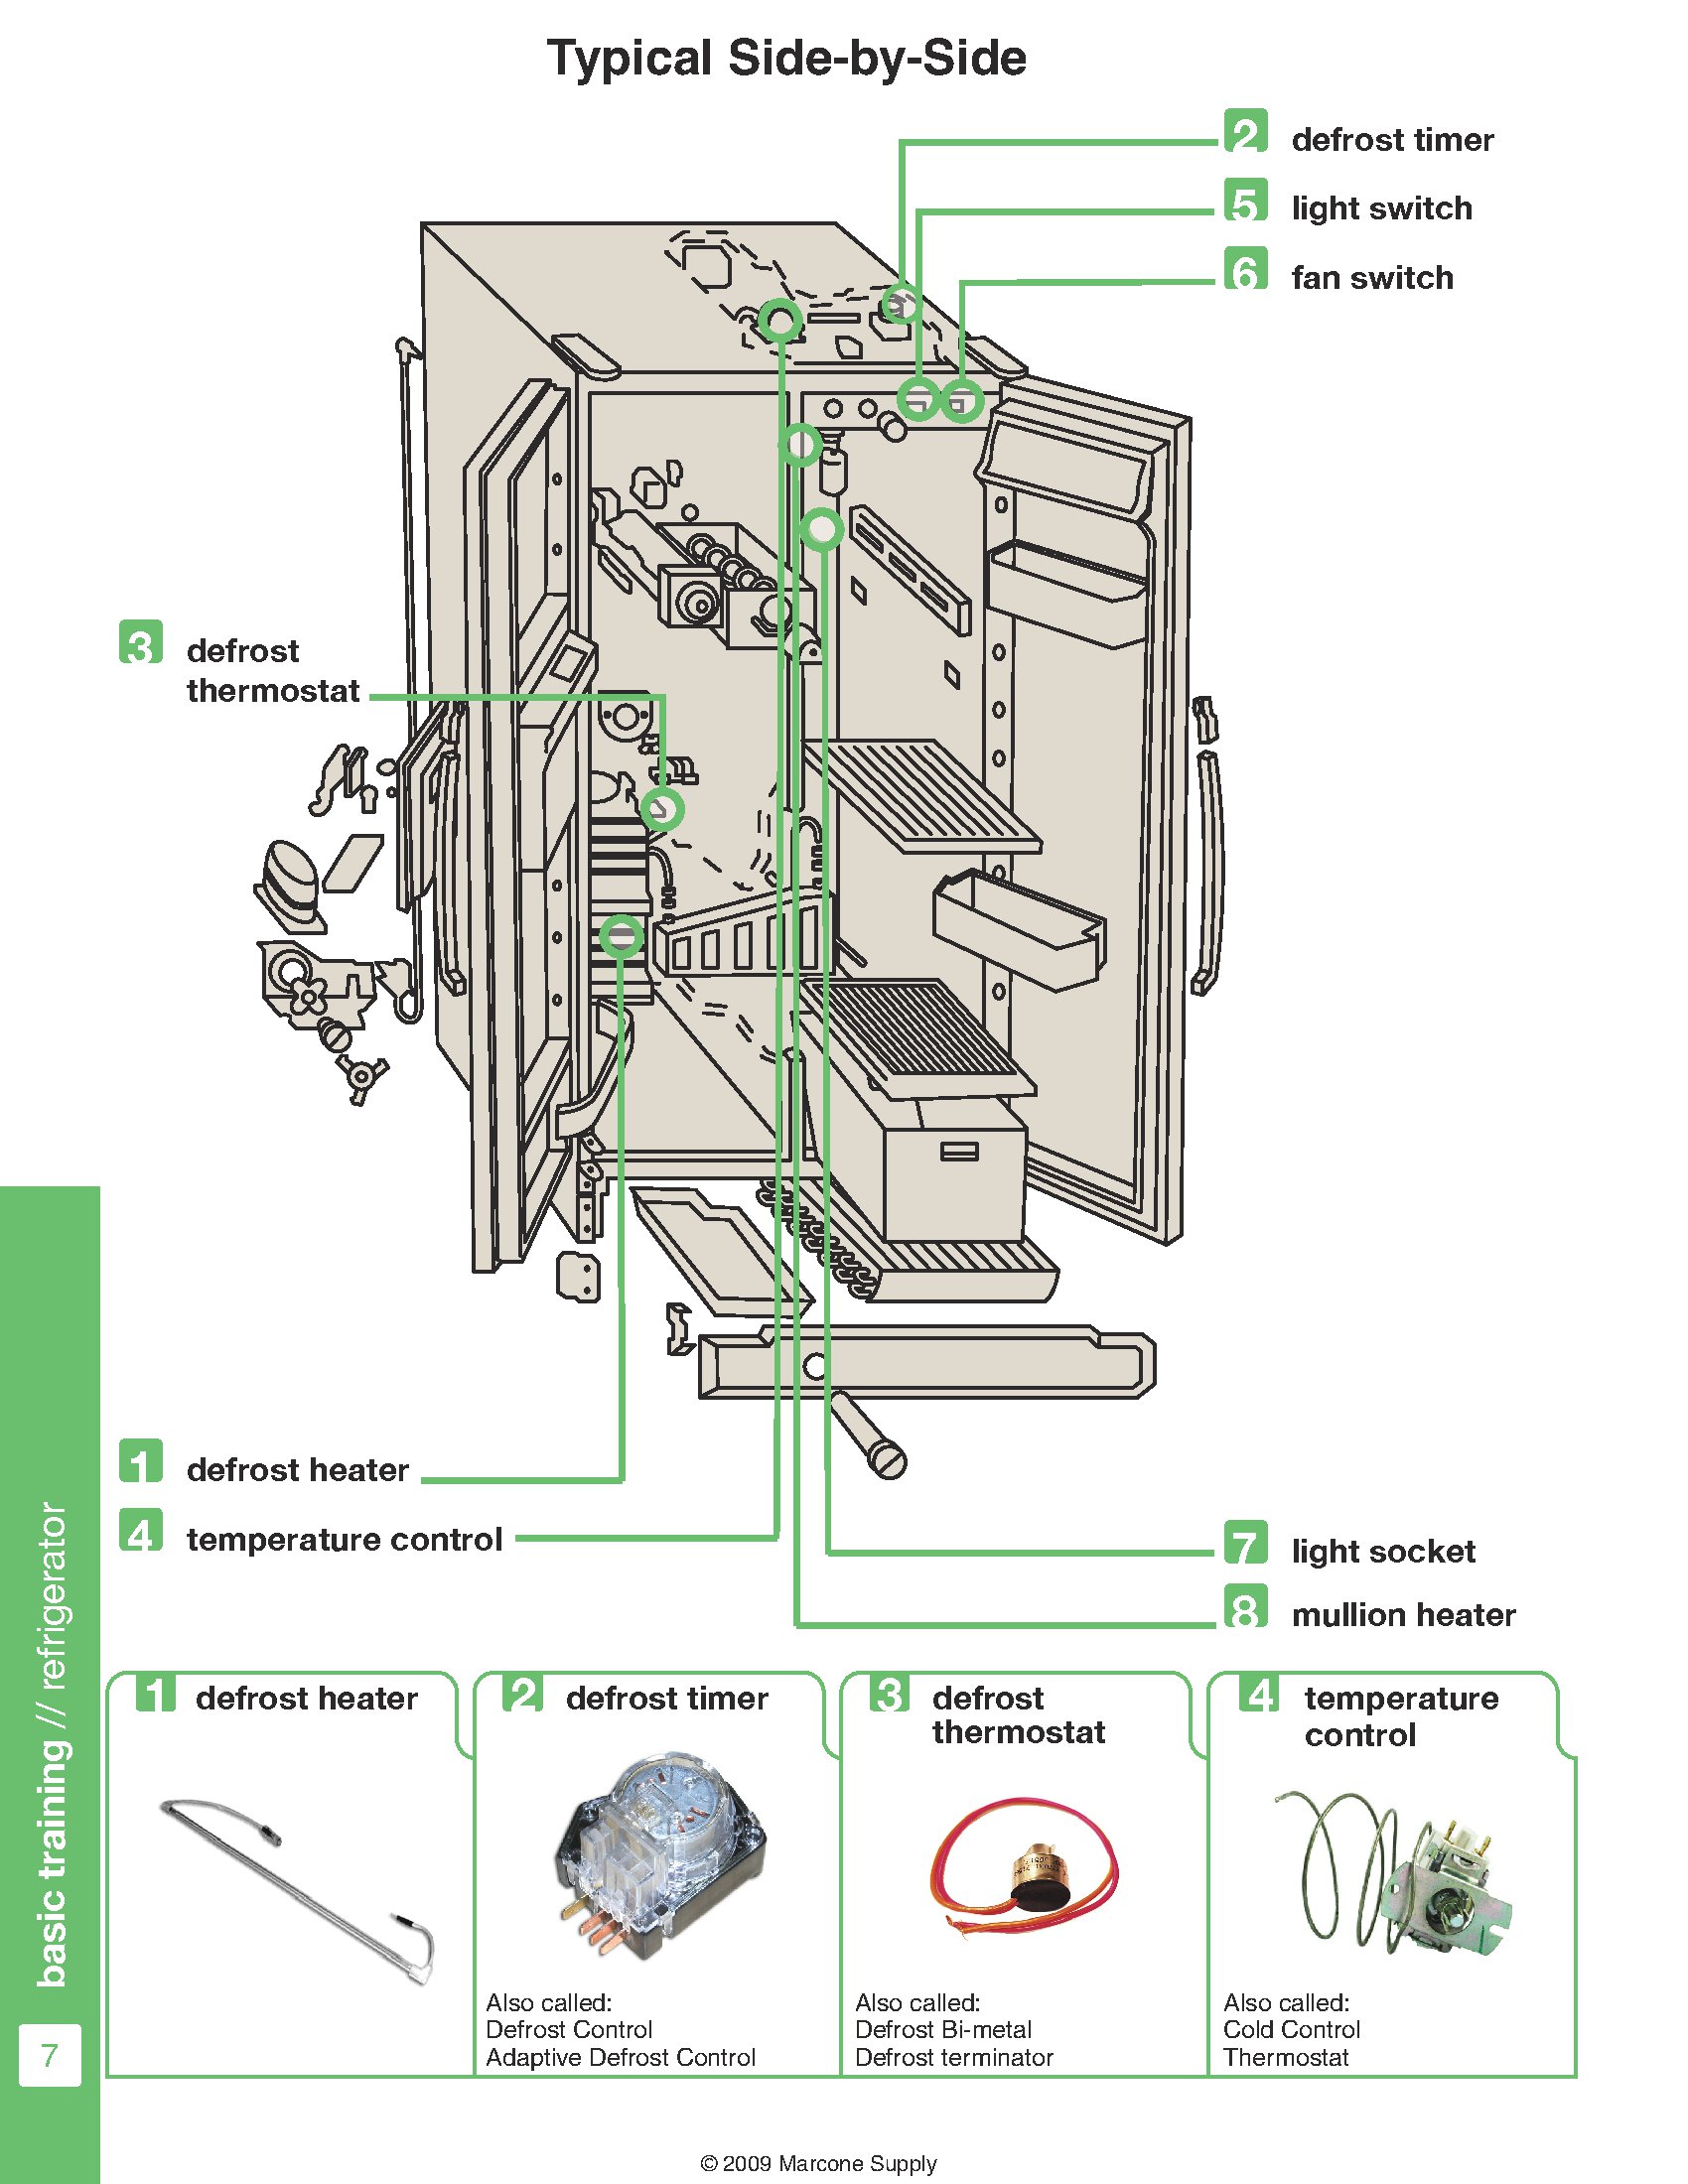 Typical Side-by-Side
2 defrost timer
5 light switch
6 fan switch
3 defrost
thermostat
1 defrost heater
4 temperature control
7 light socket
8 mullion heater
basic training // refrigerator
7
1 defrost heater
2 defrost timer
Also called:
Defrost Control
Adaptive Defrost Control
3 defrost
thermostat
Also called:
Defrost Bi-metal
Defrost terminator
4 temperature
control
Also called:
Cold Control
Thermostat
© 2009 Marcone Supply